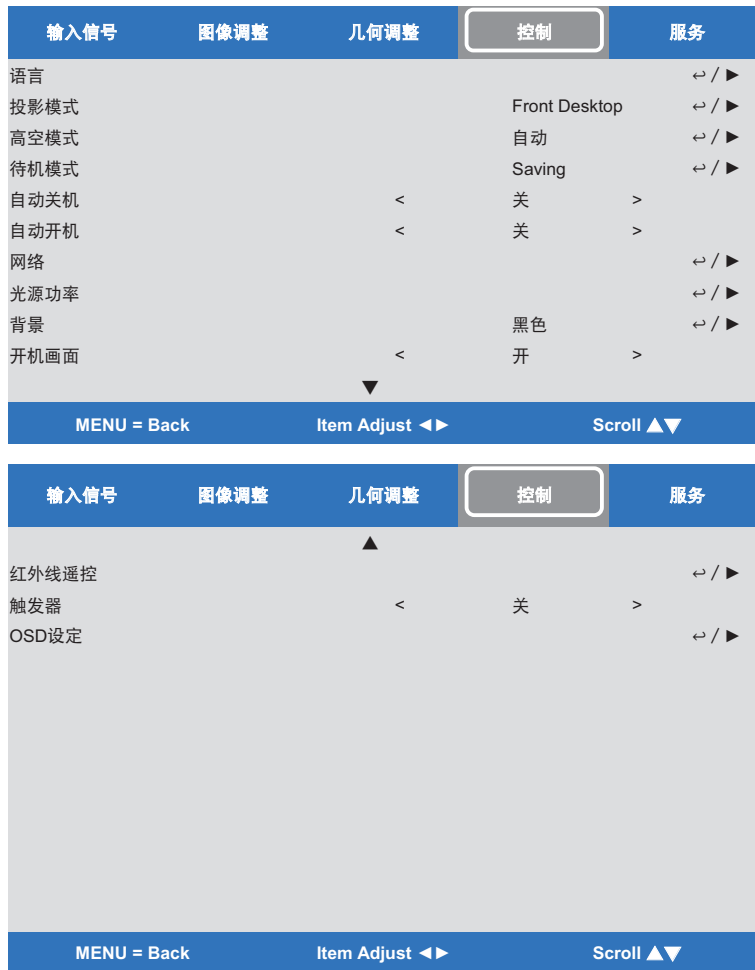 输入信号 图像调整 几何调整 控制 服务
语言 ↩ / ►
投影模式 Front Desktop ↩ / ►
高空模式 自动 ↩ / ►
待机模式 Saving ↩ / ►
自动关机 < 关 >
自动开机 < 关 >
网络 ↩ / ►
光源功率 ↩ / ►
背景 黑色 ↩ / ►
开机画面 < 开 >
▼
MENU = Back Item Adjust ◄► Scroll ▲▼
输入信号 图像调整 几何调整 控制 服务
▲
红外线遥控 ↩ / ►
触发器 < 关 >
OSD设定 ↩ / ►
MENU = Back Item Adjust ◄► Scroll ▲▼